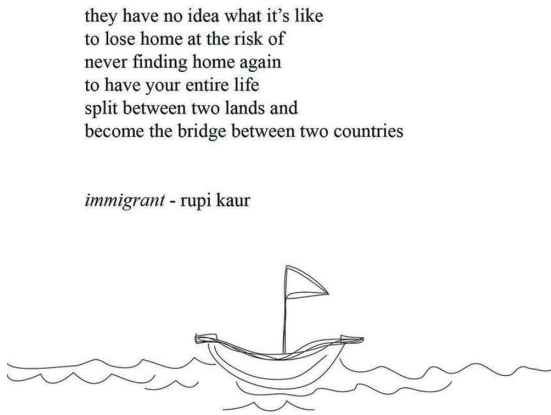 they have no idea what it’s like
to lose home at the risk of
never finding home again
to have your entire life
split between two lands and
become the bridge between two countries
immigrant - rupi kaur